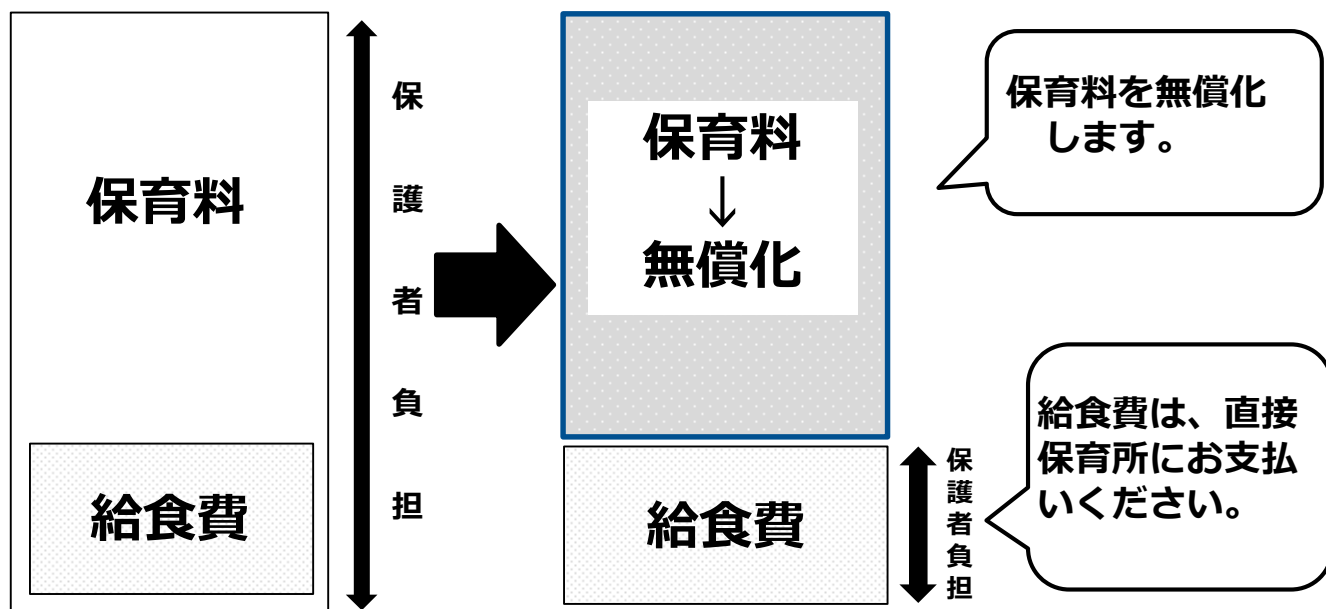 保育料
給食費
保護者負担
保育料
↓
無償化
給食費
保護者負担
保育料を無償化
します。
給食費は、直接
保育所にお支払
いください。